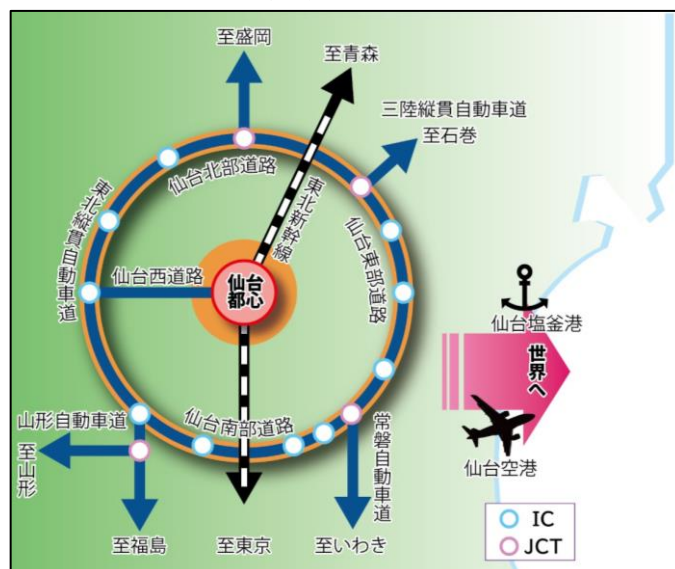 至盛岡
至青森
三陸縦貫自動車道
至石巻
仙台北部道路
東北新幹線
東北縦貫自動車道
仙台東部道路
仙台西道路
仙台
都心
仙台塩釜港
世界へ
山形自動車道
仙台南部道路
常磐自動車道
仙台空港
至山形
至福島
至東京
至いわき
IC
JCT